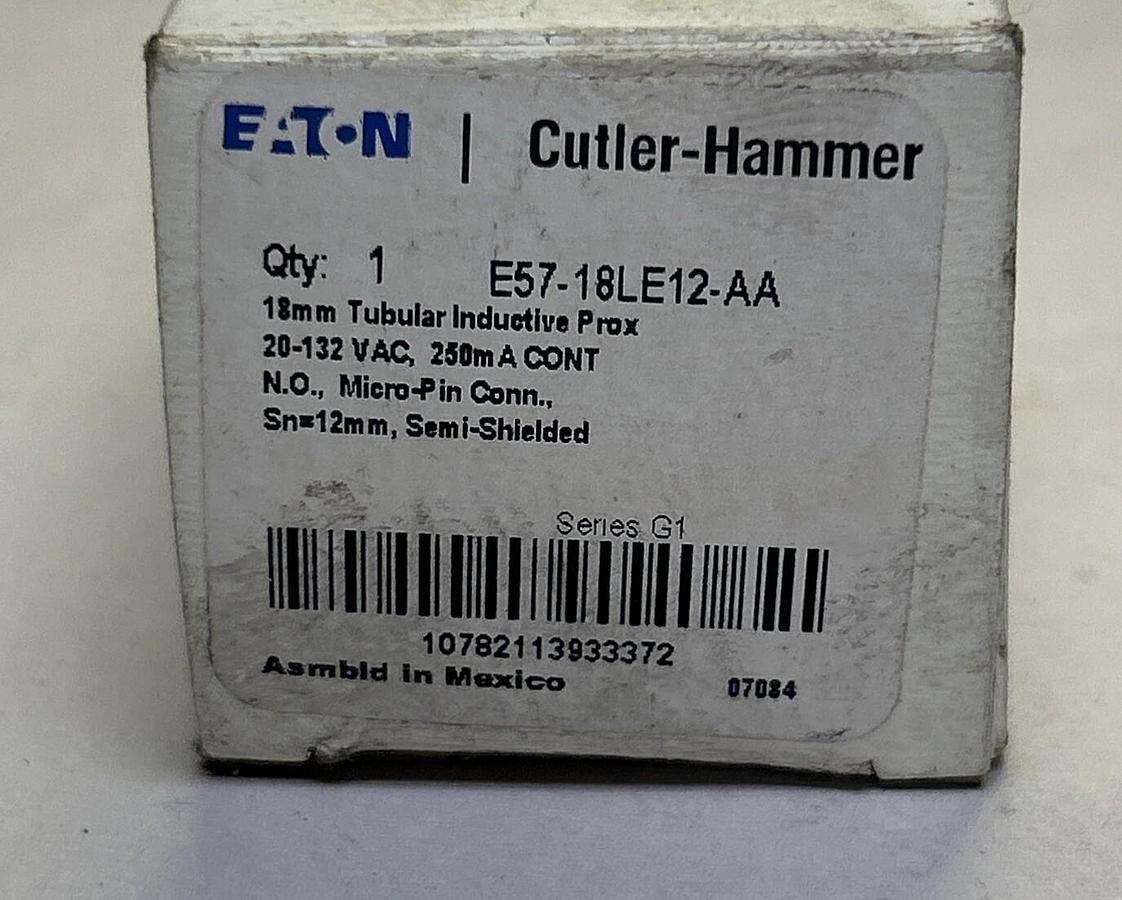 EATON | Cutler-Hammer
Qty: 1 E57-18LE12-AA
18mm Tubular Inductive Prox
20-132 VAC, 250mA CONT
N.O., Micro-Pin Conn.,
Sn=12mm, Semi-Shielded
Series G1
10782113933372
Asmbld in Mexico 07084